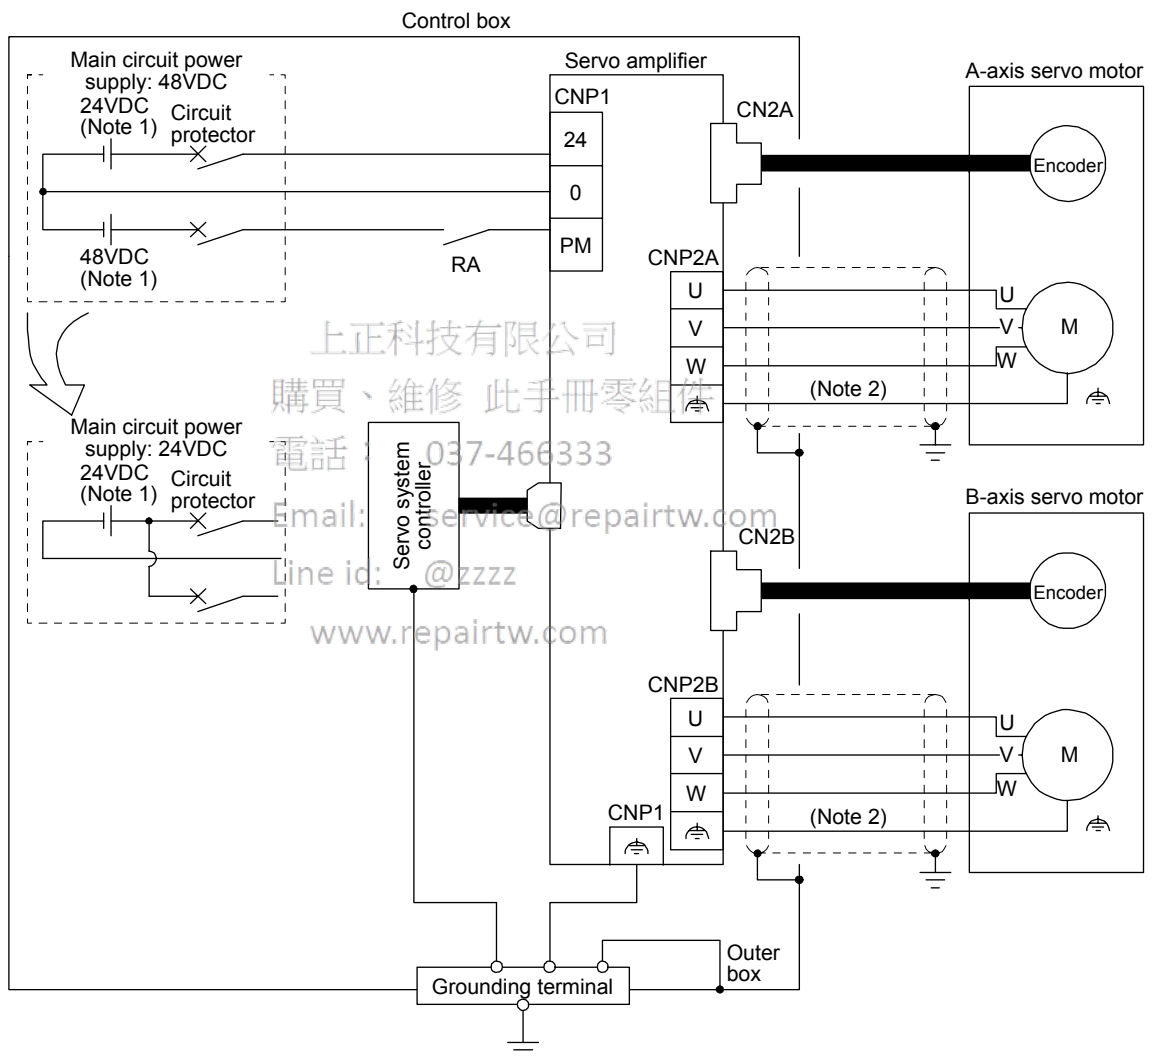 Control box
Main circuit power
supply: 48VDC
24VDC
(Note 1)
Circuit
protector
48VDC
(Note 1)
RA
Servo amplifier
CNP1
24
0
PM
CN2A
A-axis servo motor
Encoder
CNP2A
U
V
W
U
V
W
M
(Note 2)
上正科技有限公司
購買、維修 此手冊零組件
電話： 037-466333
Email: service@repairtw.com
Line id: @zzzz
www.repairtw.com
Main circuit power
supply: 24VDC
24VDC
(Note 1)
Circuit
protector
Servo system
controller
CN2B
B-axis servo motor
Encoder
CNP2B
U
V
W
U
V
W
M
(Note 2)
CNP1
Outer
box
Grounding terminal